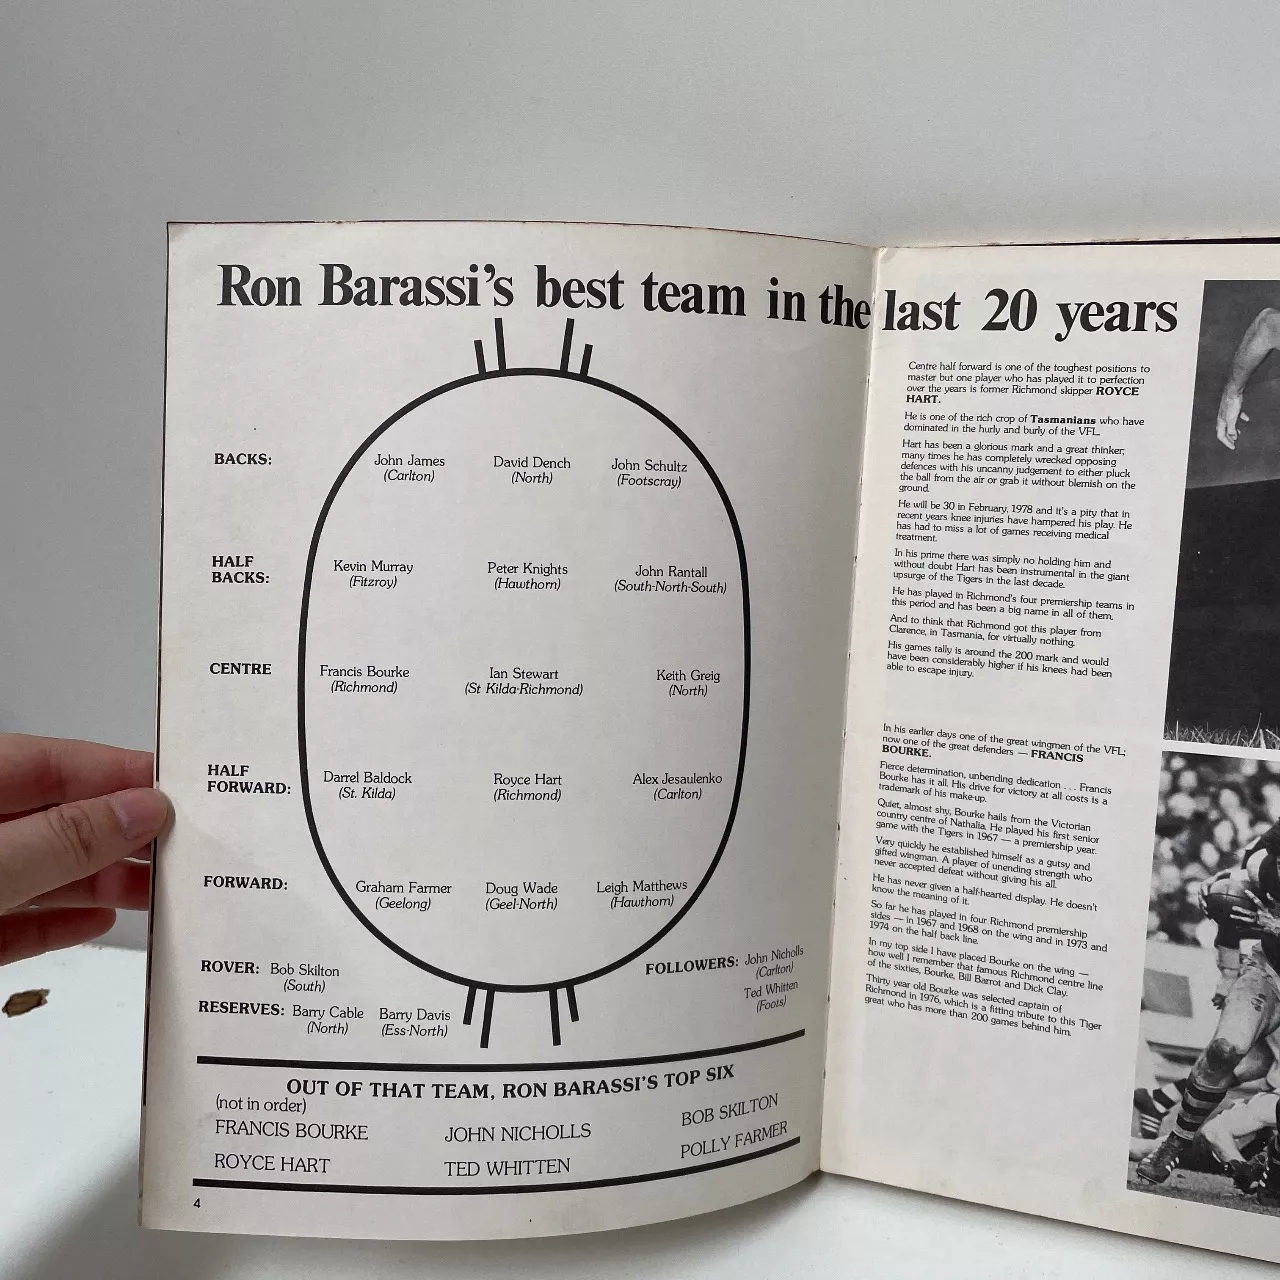 Ron Barassi's best team in the last 20 years
BACKS:
John James
(Carlton)
David Dench
(North)
John Schultz
(Footscray)
HALF
BACKS:
Kevin Murray
(Fitzroy)
Peter Knights
(Hawthorn)
John Rantall
(South-North-South)
CENTRE
Francis Bourke
(Richmond)
Ian Stewart
(St Kilda-Richmond)
Keith Greig
(North)
HALF
FORWARD:
Darrel Baldock
(St. Kilda)
Royce Hart
(Richmond)
Alex Jesaulenko
(Carlton)
FORWARD:
Graham Farmer
(Geelong)
Doug Wade
(Geel-North)
Leigh Matthews
(Hawthorn)
ROVER: Bob Skilton
(South)
RESERVES: Barry Cable
(North)
Barry Davis
(Ess-North)
FOLLOWERS: John Nicholls
(Carlton)
Ted Whitten
(Foots)
OUT OF THAT TEAM, RON BARASSI'S TOP SIX
(not in order)
FRANCIS BOURKE
JOHN NICHOLLS
BOB SKILTON
ROYCE HART
TED WHITTEN
POLLY FARMER
4
Centre half forward is one of the toughest positions to
master but one player who has played it to perfection
over the years is former Richmond skipper ROYCE
HART.
He is one of the rich crop of Tasmanians who have
dominated in the hurly and burly of the VFL.
Hart has been a glorious mark and a great thinker,
many times he has completely wrecked opposing
defences with his uncanny judgement to either pluck
the ball from the air or grab it without blemish on the
ground.
He will be 30 in February, 1978 and it's a pity that in
recent years knee injuries have hampered his play. He
has had to miss a lot of games receiving medical
treatment.
In his prime there was simply no holding him and
without doubt Hart has been instrumental in the giant
upsurge of the Tigers in the last decade.
He has played in Richmond's four premiership teams in
this period and has been a big name in all of them.
And to think that Richmond got this player from
Clarence, in Tasmania, for virtually nothing.
His games tally is around the 200 mark and would
have been considerably higher if his knees had been
able to escape injury.
In his earlier days one of the great wingmen of the VFL;
now one of the great defenders — FRANCIS
BOURKE.
Fierce determination, unbending dedication . . . Francis
Bourke has it all. His drive for victory at all costs is a
trademark of his make-up.
Quiet, almost shy, Bourke hails from the Victorian
country centre of Nathalia. He played his first senior
game with the Tigers in 1967 — a premiership year.
Very quickly he established himself as a gutsy and
gifted wingman. A player of unending strength who
never accepted defeat without giving his all.
He has never given a half-hearted display. He doesn't
know the meaning of it.
So far he has played in four Richmond premiership
sides — in 1967 and 1968 on the wing and in 1973 and
1974 on the half back line.
In my top side I have placed Bourke on the wing —
how well I remember that famous Richmond centre line
of the sixties, Bourke, Bill Barrot and Dick Clay.
Thirty year old Bourke was selected captain of
Richmond in 1976, which is a fitting tribute to this Tiger
great who has more than 200 games behind him.